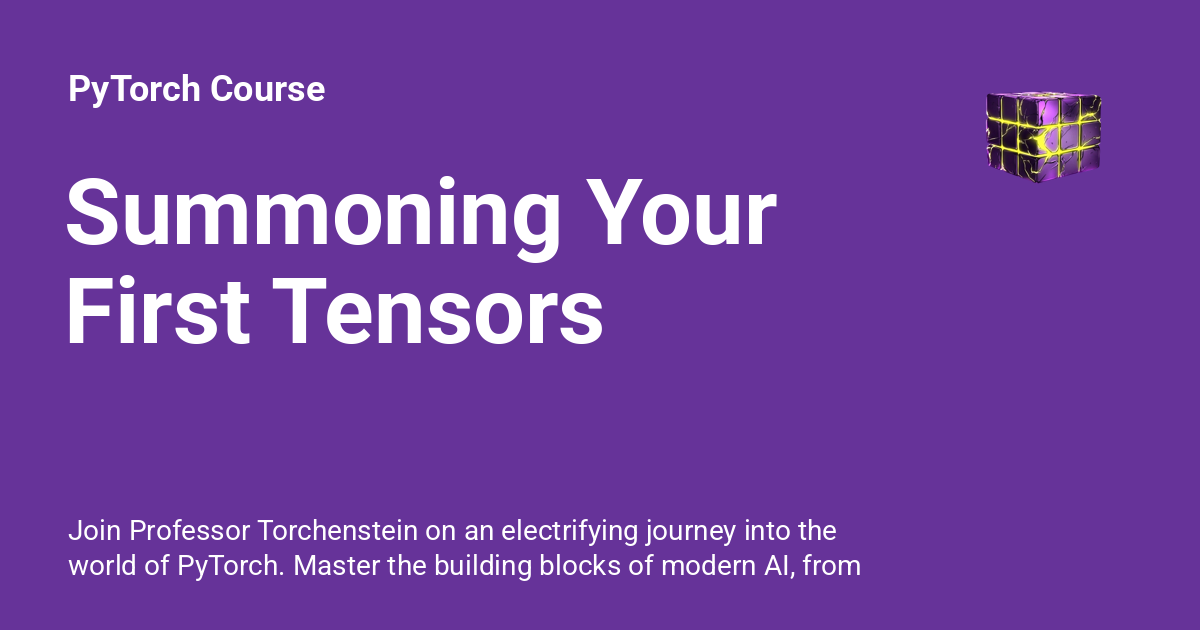 PyTorch Course
Summoning Your
First Tensors
Join Professor Torchenstein on an electrifying journey into the
world of PyTorch. Master the building blocks of modern AI, from